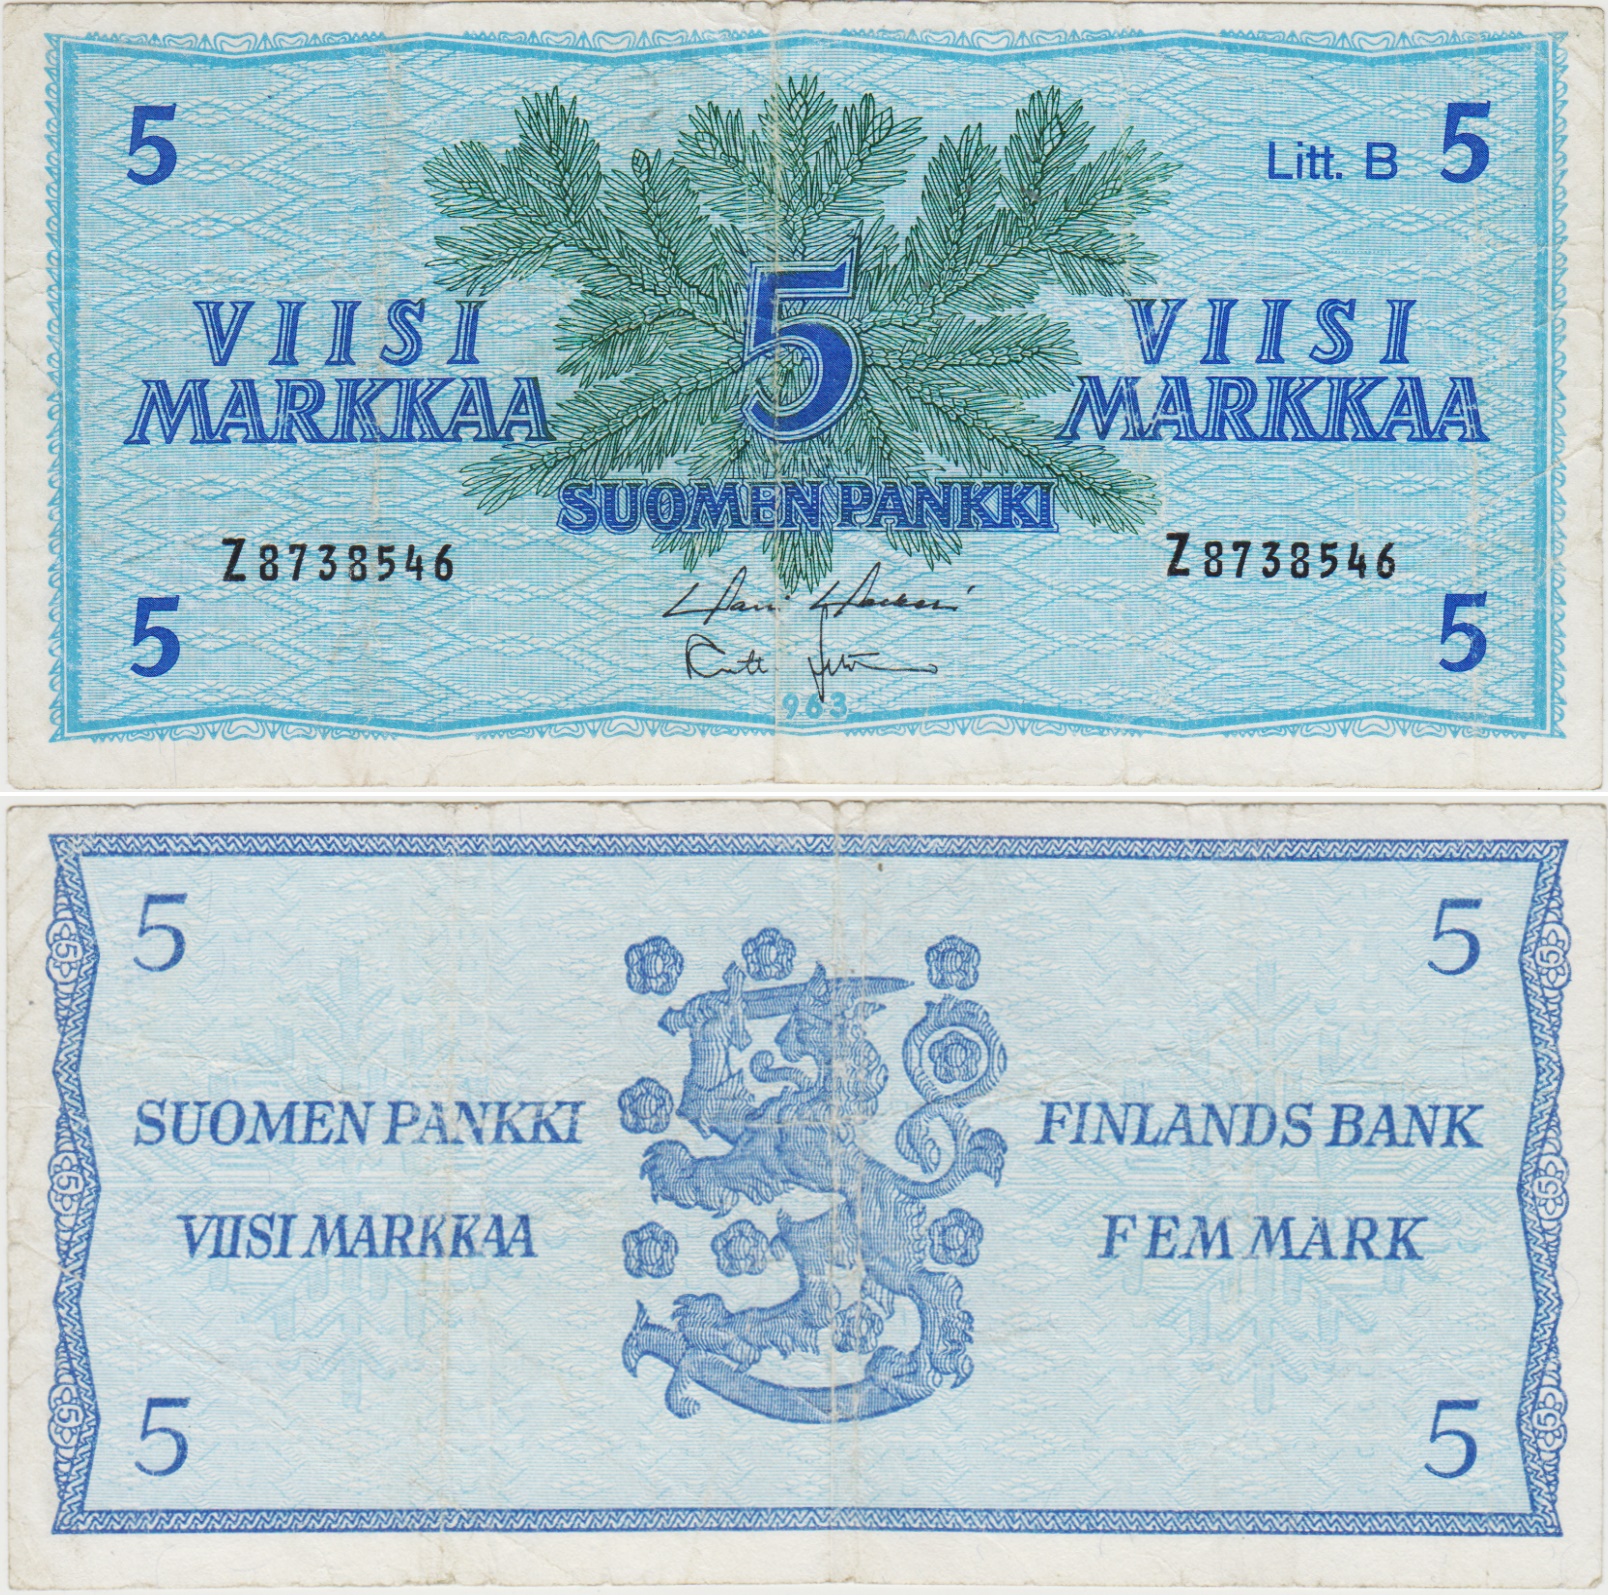 5
Litt. B 5
5
VIISI VIISI
MARKKAA MARKKAA
SUOMEN PANKKI
Z8738546 Z8738546
5 5
963
5 5
SUOMEN PANKKI FINLANDS BANK
VIISI MARKKAA FEM MARK
5 5